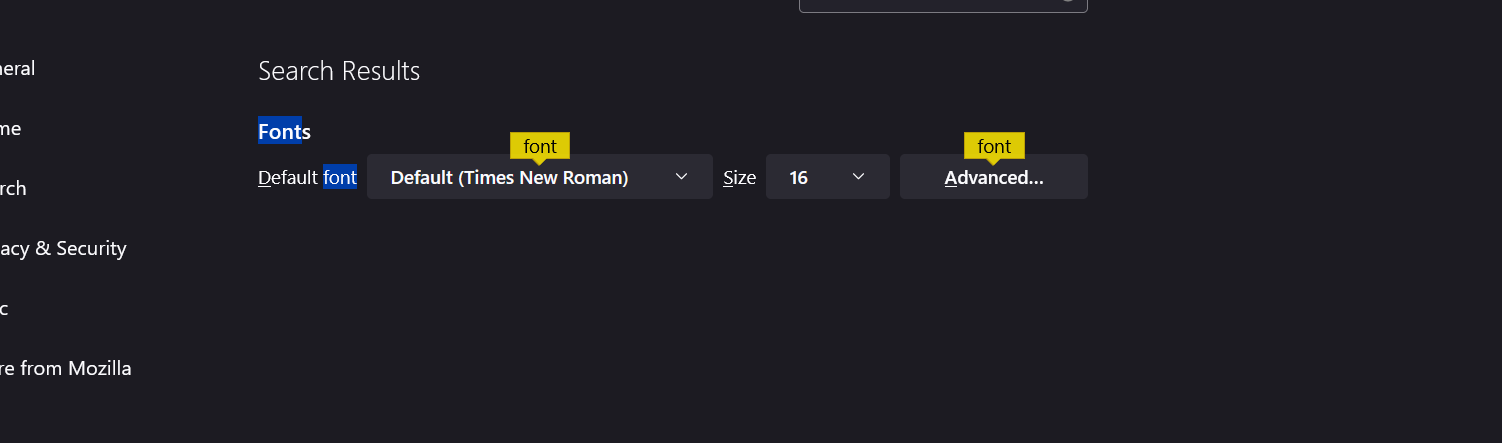 Search Results
Fonts
font
font
Default font
Default (Times New Roman)
Size
16
Advanced...
eral
me
rch
acy & Security
c
re from Mozilla